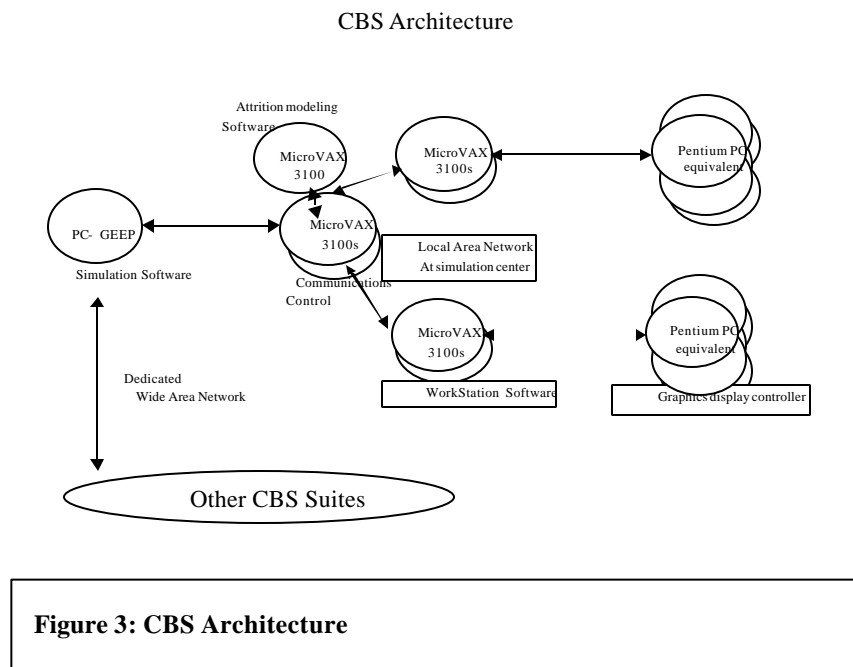 CBS Architecture
Attrition modeling
Software
MicroVAX
3100
MicroVAX
3100s
Pentium PC
equivalent
PC- GEEP
MicroVAX
3100s
Simulation Software
Local Area Network
At simulation center
Communications
Control
MicroVAX
3100s
Pentium PC
equivalent
WorkStation Software
Graphics display controller
Dedicated
Wide Area Network
Other CBS Suites
Figure 3: CBS Architecture